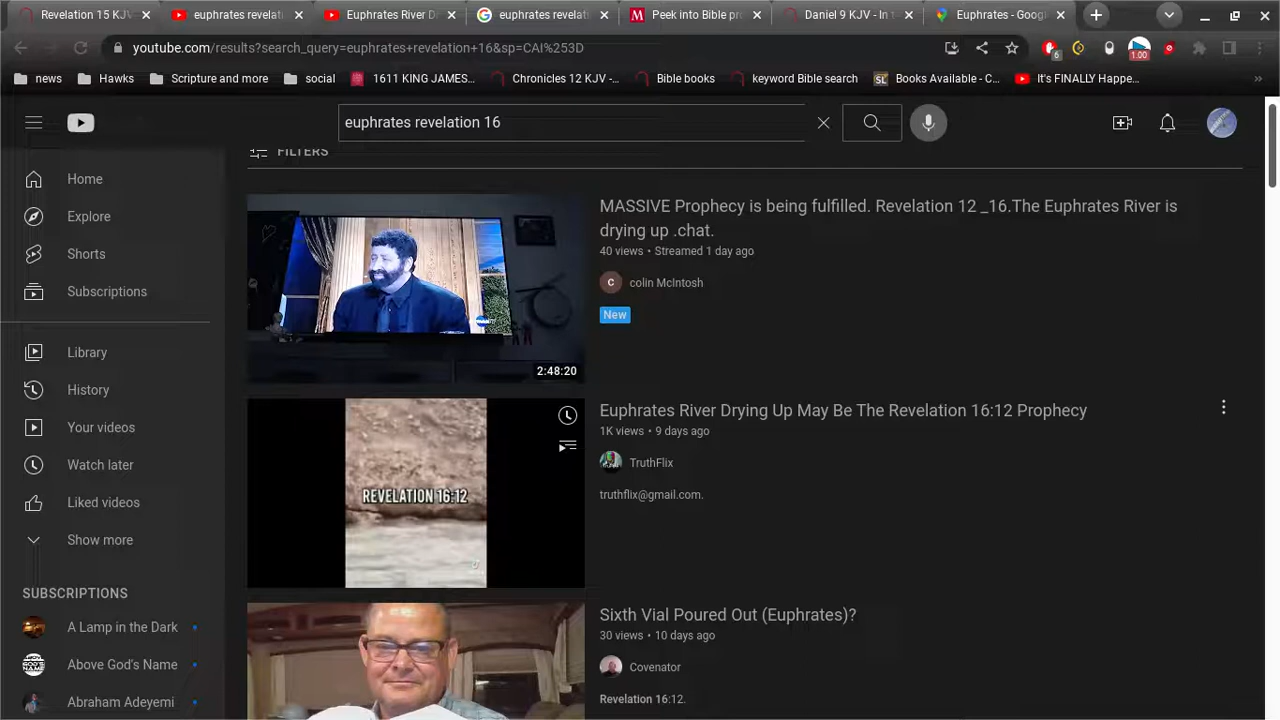 Revelation 15 KJV
euphrates revelati
Euphrates River D
euphrates revelati
Peek into Bible pr
Daniel 9 KJV - In t
Euphrates - Goog
youtube.com/results?search_query=euphrates+revelation+16&sp=CAI%253D
6
1.00
news
Hawks
Scripture and more
social
1611 KING JAMES...
Chronicles 12 KJV -...
Bible books
keyword Bible search
SL
Books Available - C...
It's FINALLY Happe...
»
euphrates revelation 16
FILTERS
Home
Explore
Shorts
Subscriptions
Library
History
Your videos
Watch later
Liked videos
Show more
SUBSCRIPTIONS
A Lamp in the Dark
Above God's Name
Abraham Adeyemi
2:48:20
MASSIVE Prophecy is being fulfilled. Revelation 12 _16.The Euphrates River is
drying up .chat.
40 views • Streamed 1 day ago
C
colin McIntosh
New
REVELATION 16:12
Euphrates River Drying Up May Be The Revelation 16:12 Prophecy
1K views • 9 days ago
TruthFlix
truthflix@gmail.com.
Sixth Vial Poured Out (Euphrates)?
30 views • 10 days ago
Covenator
Revelation 16:12.